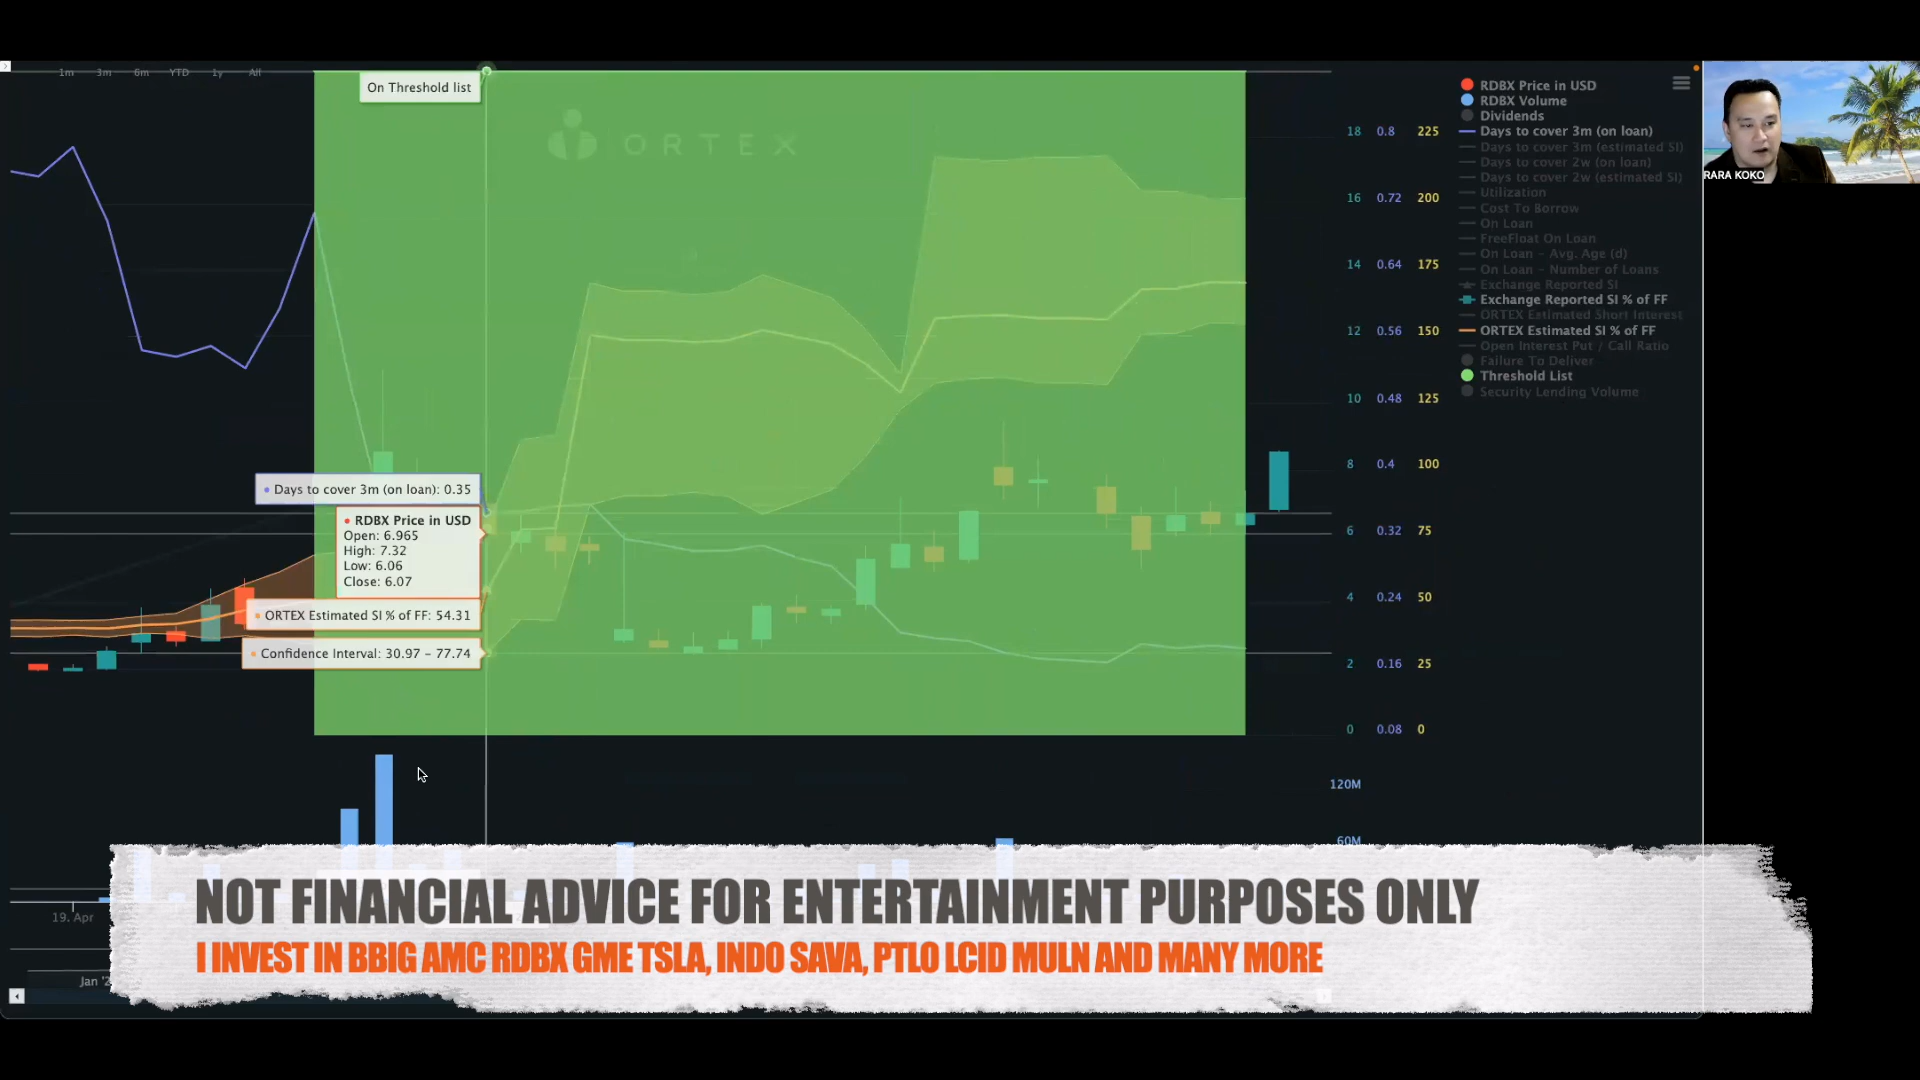 1m 3m 6m YTD 1y All
On Threshold list
ORTEX
RDBX Price in USD
RDBX Volume
Dividends
Days to cover 3m (on loan)
Days to cover 3m (estimated SI)
Days to cover 2w (on loan)
Days to cover 2w (estimated SI)
Utilization
Cost To Borrow
On Loan
FreeFloat On Loan
On Loan - Avg. Age (d)
On Loan - Number of Loans
Exchange Reported SI
Exchange Reported SI % of FF
ORTEX Estimated Short Interest
ORTEX Estimated SI % of FF
Open Interest Put / Call Ratio
Failure To Deliver
Threshold List
Security Lending Volume
RARA KOKO
18 0.8 225
16 0.72 200
14 0.64 175
12 0.56 150
10 0.48 125
8 0.4 100
6 0.32 75
4 0.24 50
2 0.16 25
0 0.08 0
Days to cover 3m (on loan): 0.35
RDBX Price in USD
Open: 6.965
High: 7.32
Low: 6.06
Close: 6.07
ORTEX Estimated SI % of FF: 54.31
Confidence Interval: 30.97 - 77.74
120M
60M
19. Apr
Jan '2
NOT FINANCIAL ADVICE FOR ENTERTAINMENT PURPOSES ONLY
I INVEST IN BBIG AMC RDBX GME TSLA, INDO SAVA, PTLO LCID MULN AND MANY MORE